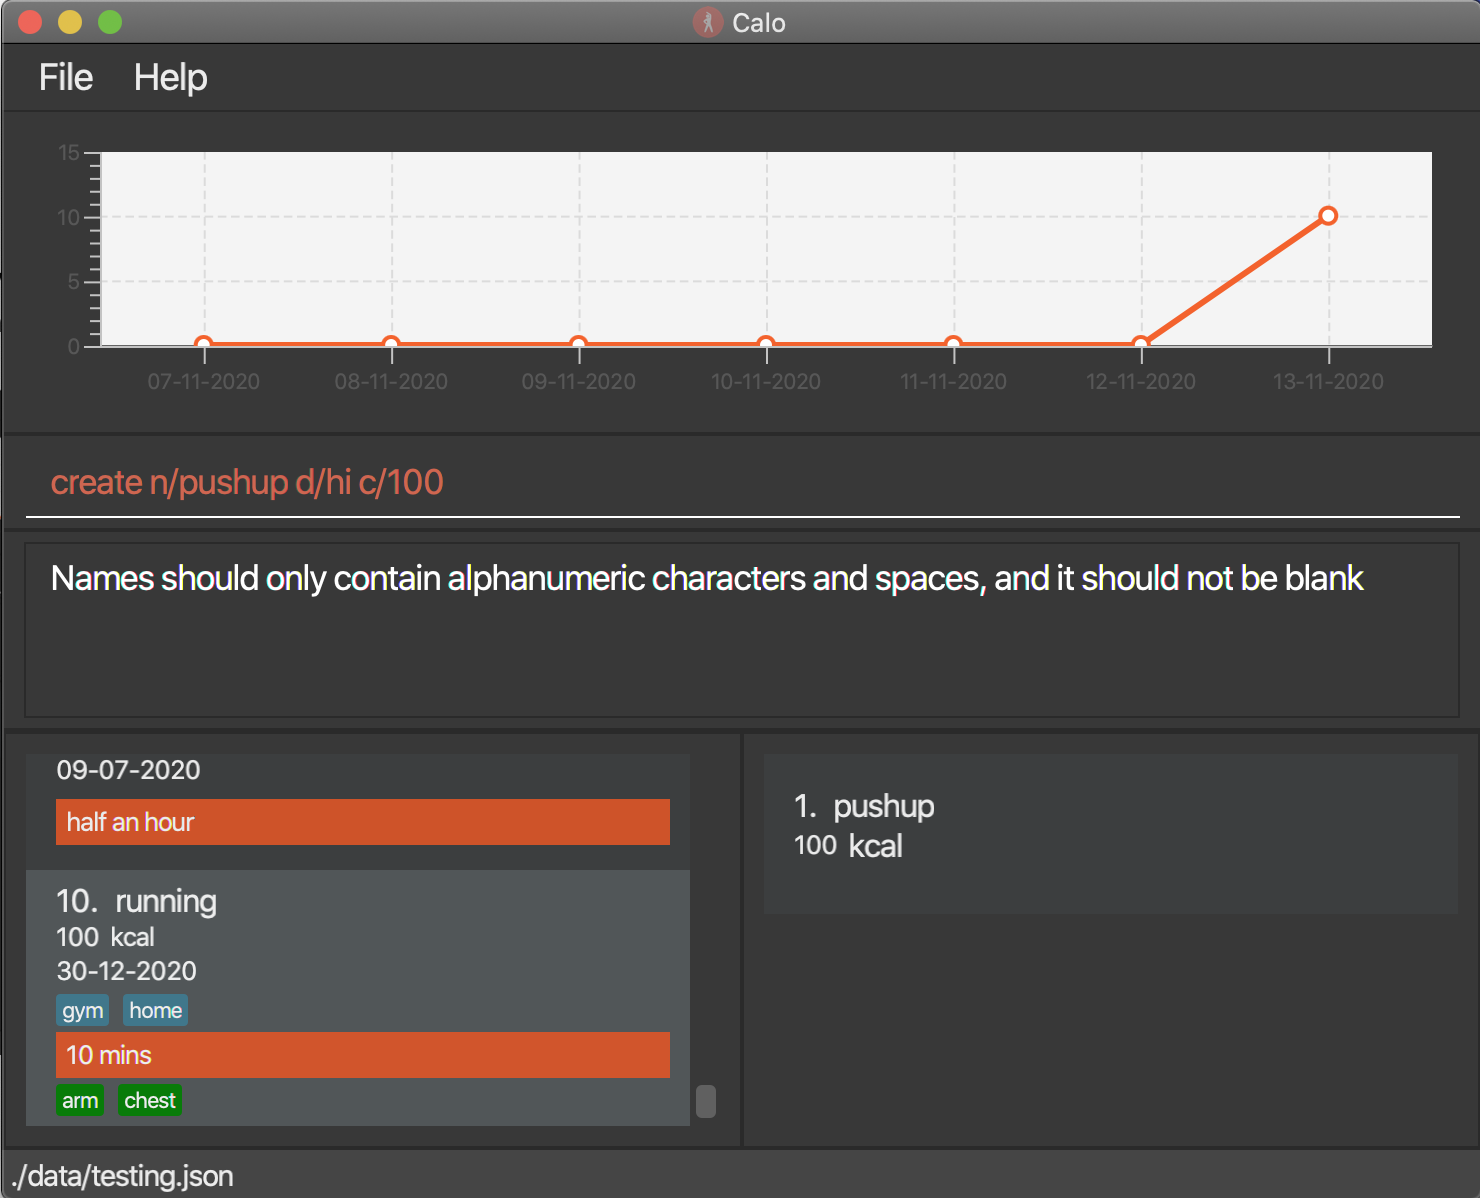 Calo
File Help
15
10
5
0
07-11-2020 08-11-2020 09-11-2020 10-11-2020 11-11-2020 12-11-2020 13-11-2020
create n/pushup d/hi c/100
Names should only contain alphanumeric characters and spaces, and it should not be blank
09-07-2020
half an hour
10. running
100 kcal
30-12-2020
gym home
10 mins
arm chest
1. pushup
100 kcal
./data/testing.json